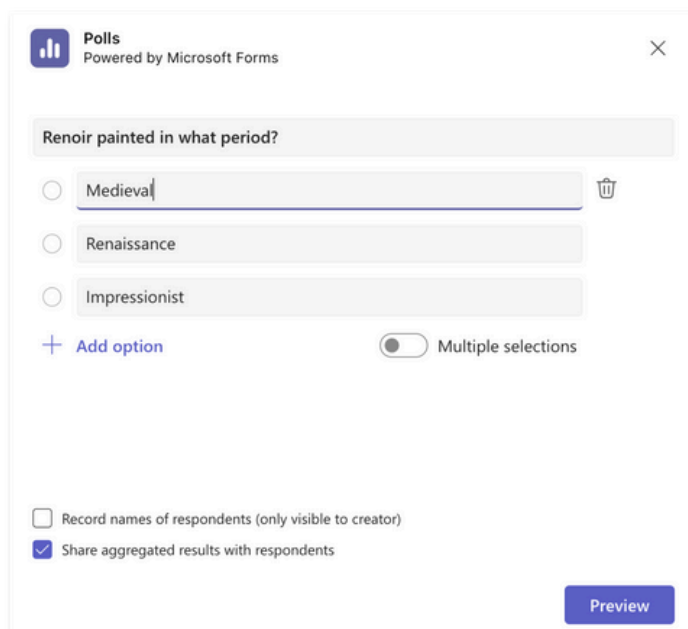 Polls
Powered by Microsoft Forms
Renoir painted in what period?
Medieval
Renaissance
Impressionist
Add option
Multiple selections
Record names of respondents (only visible to creator)
Share aggregated results with respondents
Preview